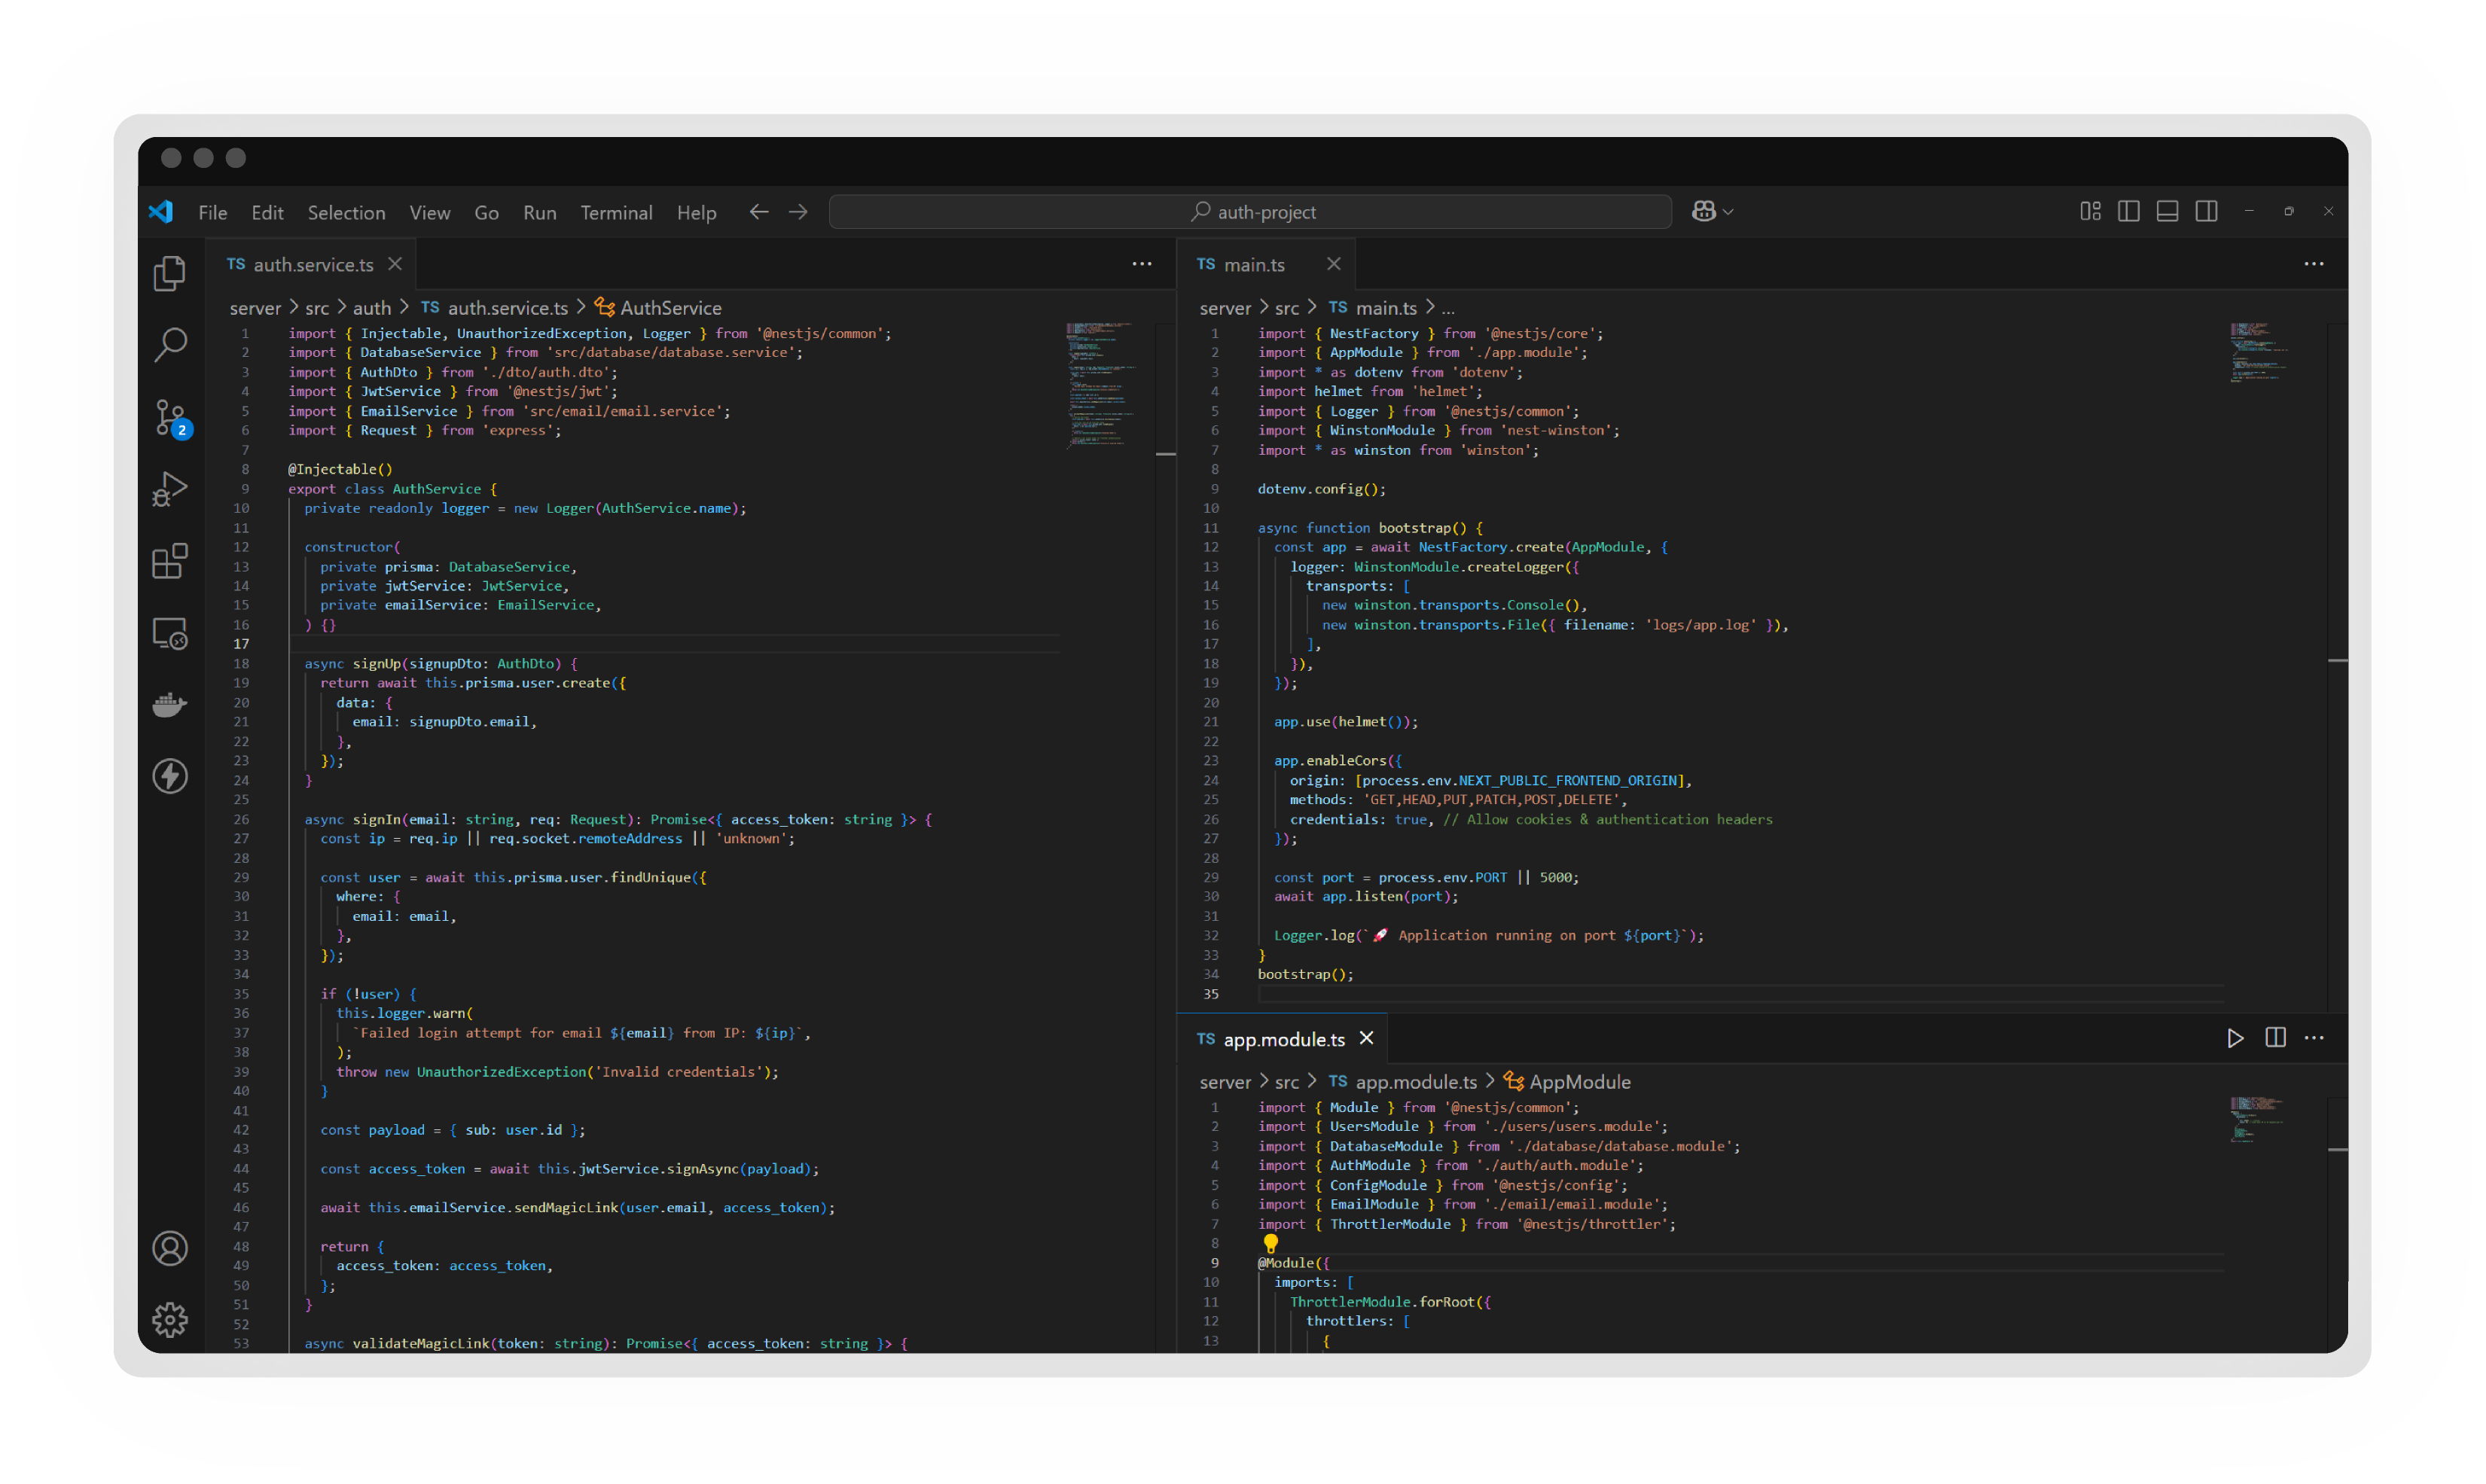 File Edit Selection View Go Run Terminal Help auth-project
TS auth.service.ts
server > src > auth > TS auth.service.ts > AuthService
2
1 import { Injectable, UnauthorizedException, Logger } from '@nestjs/common';
2 import { DatabaseService } from 'src/database/database.service';
3 import { AuthDto } from './dto/auth.dto';
4 import { JwtService } from '@nestjs/jwt';
5 import { EmailService } from 'src/email/email.service';
6 import { Request } from 'express';
7
8 @Injectable()
9 export class AuthService {
10 private readonly logger = new Logger(AuthService.name);
11
12 constructor(
13 private prisma: DatabaseService,
14 private jwtService: JwtService,
15 private emailService: EmailService,
16 ) {}
17
18 async signUp(signupDto: AuthDto) {
19 return await this.prisma.user.create({
20 data: {
21 email: signupDto.email,
22 },
23 });
24 }
25
26 async signIn(email: string, req: Request): Promise<{ access_token: string }> {
27 const ip = req.ip || req.socket.remoteAddress || 'unknown';
28
29 const user = await this.prisma.user.findUnique({
30 where: {
31 email: email,
32 },
33 });
34
35 if (!user) {
36 this.logger.warn(
37 `Failed login attempt for email ${email} from IP: ${ip}`,
38 );
39 throw new UnauthorizedException('Invalid credentials');
40 }
41
42 const payload = { sub: user.id };
43
44 const access_token = await this.jwtService.signAsync(payload);
45
46 await this.emailService.sendMagicLink(user.email, access_token);
47
48 return {
49 access_token: access_token,
50 };
51 }
52
53 async validateMagicLink(token: string): Promise<{ access_token: string }> {
TS main.ts
server > src > TS main.ts > ...
1 import { NestFactory } from '@nestjs/core';
2 import { AppModule } from './app.module';
3 import * as dotenv from 'dotenv';
4 import helmet from 'helmet';
5 import { Logger } from '@nestjs/common';
6 import { WinstonModule } from 'nest-winston';
7 import * as winston from 'winston';
8
9 dotenv.config();
10
11 async function bootstrap() {
12 const app = await NestFactory.create(AppModule, {
13 logger: WinstonModule.createLogger({
14 transports: [
15 new winston.transports.Console(),
16 new winston.transports.File({ filename: 'logs/app.log' }),
17 ],
18 }),
19 });
20
21 app.use(helmet());
22
23 app.enableCors({
24 origin: [process.env.NEXT_PUBLIC_FRONTEND_ORIGIN],
25 methods: 'GET,HEAD,PUT,PATCH,POST,DELETE',
26 credentials: true, // Allow cookies & authentication headers
27 });
28
29 const port = process.env.PORT || 5000;
30 await app.listen(port);
31
32 Logger.log(`🚀 Application running on port ${port}`);
33 }
34 bootstrap();
35
TS app.module.ts
server > src > TS app.module.ts > AppModule
1 import { Module } from '@nestjs/common';
2 import { UsersModule } from './users/users.module';
3 import { DatabaseModule } from './database/database.module';
4 import { AuthModule } from './auth/auth.module';
5 import { ConfigModule } from '@nestjs/config';
6 import { EmailModule } from './email/email.module';
7 import { ThrottlerModule } from '@nestjs/throttler';
8
9 @Module({
10 imports: [
11 ThrottlerModule.forRoot({
12 throttlers: [
13 {